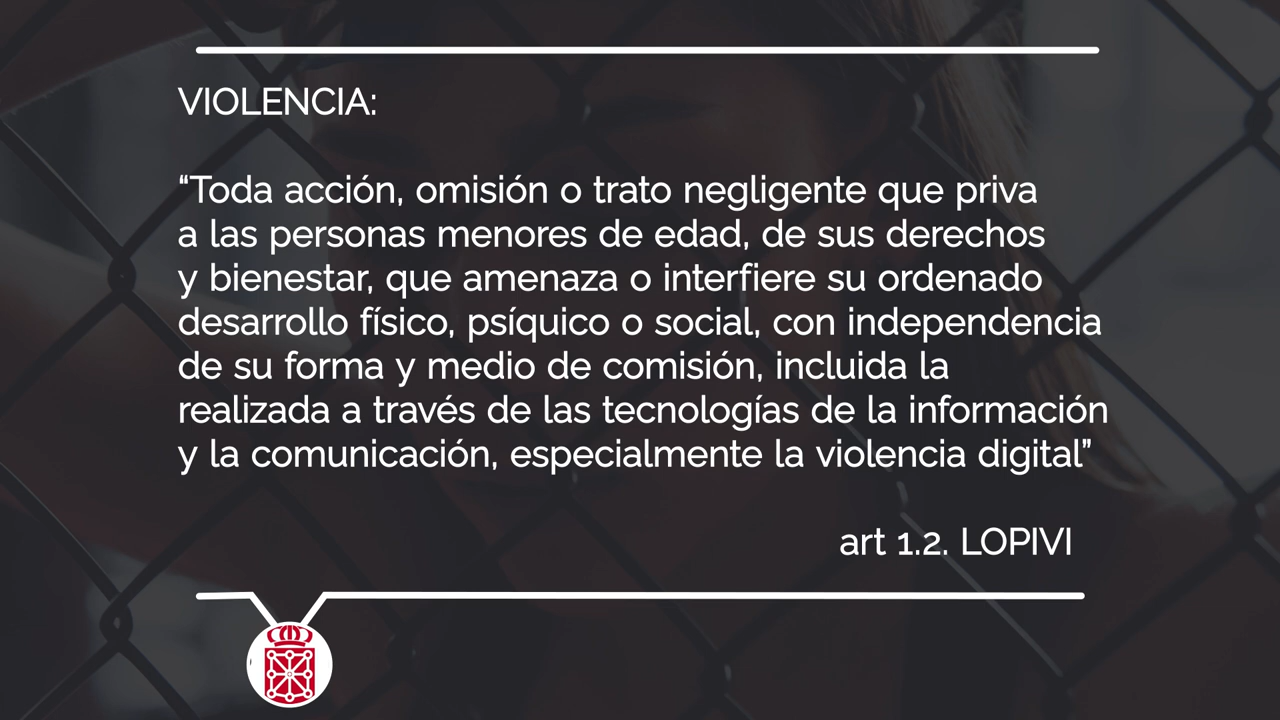 VIOLENCIA:
“Toda acción, omisión o trato negligente que priva
a las personas menores de edad, de sus derechos
y bienestar, que amenaza o interfiere su ordenado
desarrollo físico, psíquico o social, con independencia
de su forma y medio de comisión, incluida la
realizada a través de las tecnologías de la información
y la comunicación, especialmente la violencia digital”
art 1.2. LOPIVI